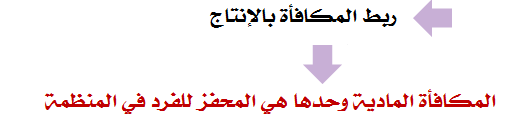 ربط المكافأة بالإنتاج
المكافأة المادية وحدها هي المحفز للفرد في المنظمة